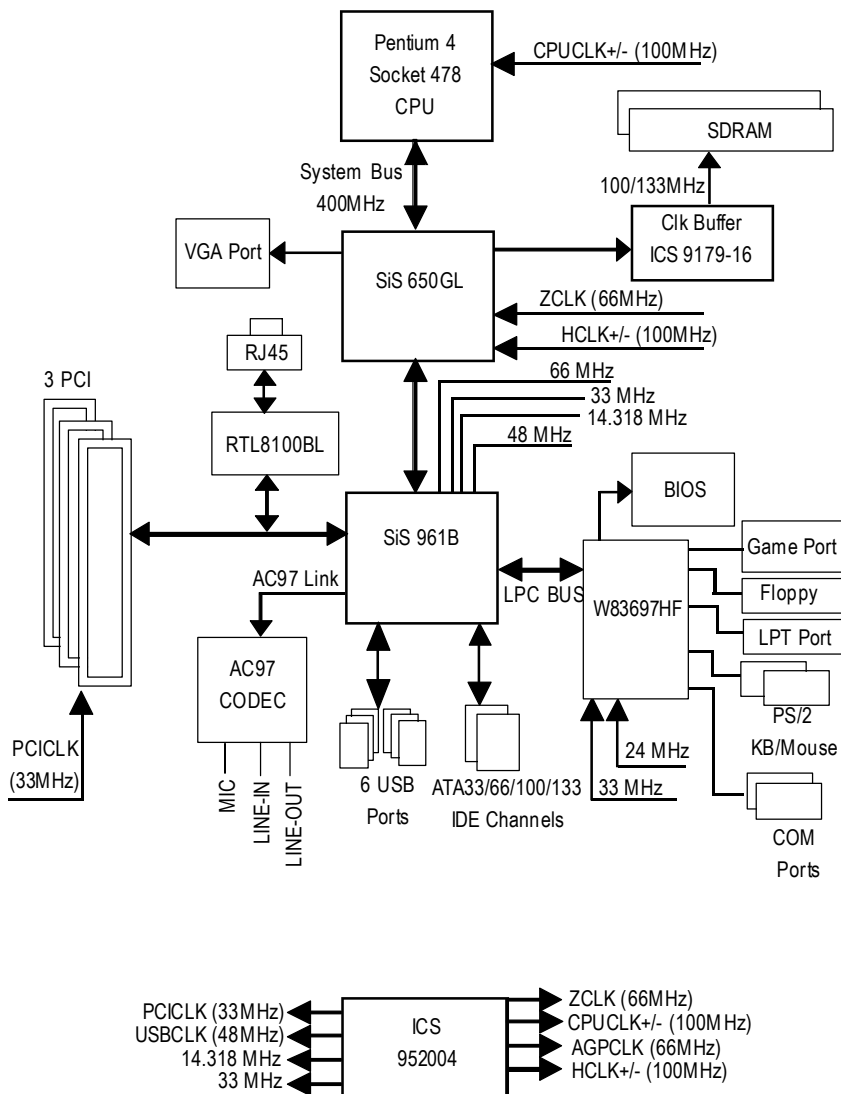 Pentium 4
Socket 478
CPU
CPUCLK+/- (100MHz)
SDRAM
System Bus
400MHz
100/133MHz
VGA Port
SiS 650GL
Clk Buffer
ICS 9179-16
ZCLK (66MHz)
HCLK+/- (100MHz)
RJ45
3 PCI
66 MHz
33 MHz
14.318 MHz
48 MHz
RTL8100BL
BIOS
SiS 961B
Game Port
AC97 Link
LPC BUS
W83697HF
Floppy
LPT Port
AC97
CODEC
PS/2
KB/Mouse
PCICLK
(33MHz)
24 MHz
33 MHz
MIC
LINE-IN
LINE-OUT
6 USB
Ports
ATA33/66/100/133
IDE Channels
COM
Ports
PCICLK (33MHz)
USBCLK (48MHz)
14.318 MHz
33 MHz
ICS
952004
ZCLK (66MHz)
CPUCLK+/- (100MHz)
AGPCLK (66MHz)
HCLK+/- (100MHz)